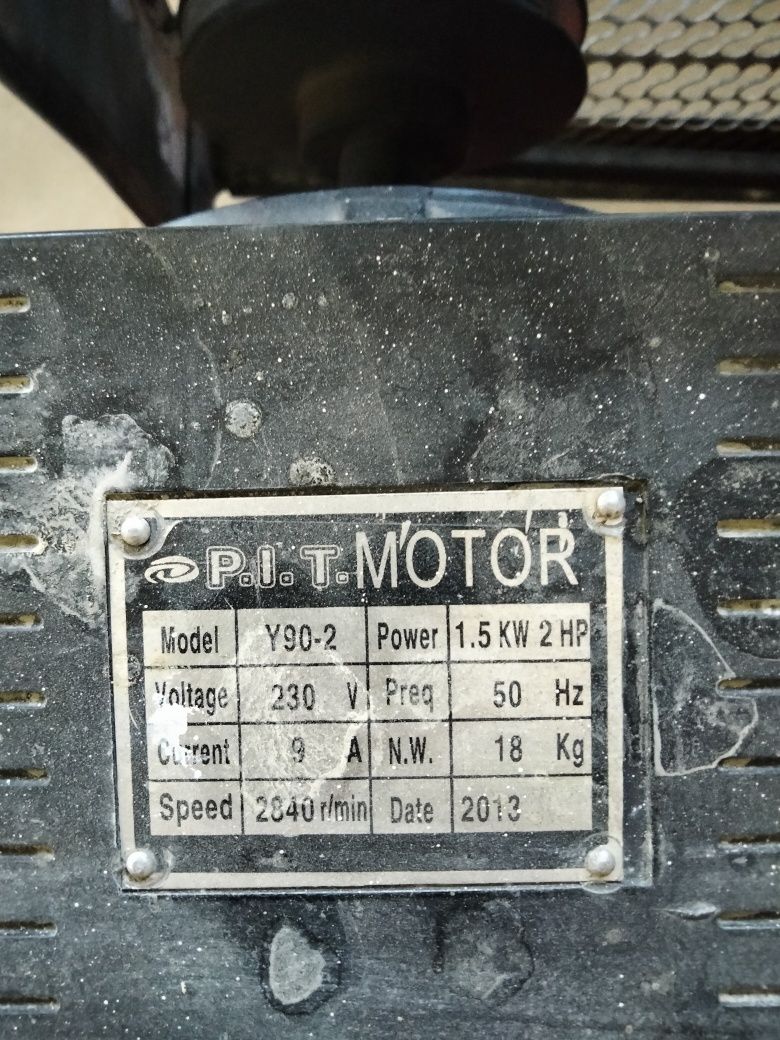 P.I.T. MOTOR
Model Y90-2 Power 1.5 KW 2 HP
Voltage 230 V Preq 50 Hz
Current 9 A N.W. 18 Kg
Speed 2840 r/min Date 2013